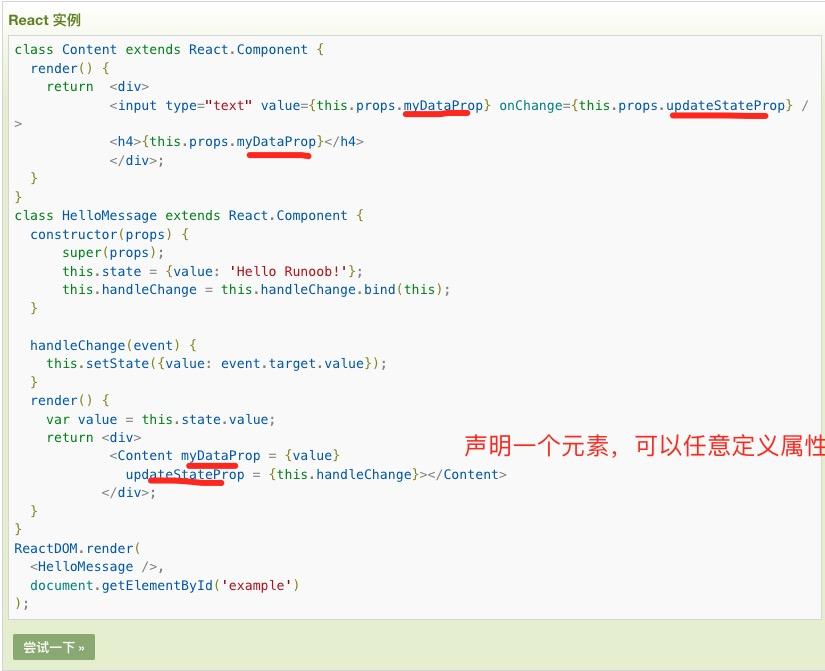 React 实例
class Content extends React.Component {
render() {
return  <div>
<input type="text" value={this.props.myDataProp} onChange={this.props.updateStateProp} /
>
<h4>{this.props.myDataProp}</h4>
</div>;
}
}
class HelloMessage extends React.Component {
constructor(props) {
super(props);
this.state = {value: 'Hello Runoob!'};
this.handleChange = this.handleChange.bind(this);
}
handleChange(event) {
this.setState({value: event.target.value});
}
render() {
var value = this.state.value;
return <div>
<Content myDataProp = {value}
声明一个元素，可以任意定义属性
updateStateProp = {this.handleChange}></Content>
</div>;
}
}
ReactDOM.render(
<HelloMessage />,
document.getElementById('example')
);
尝试一下 »